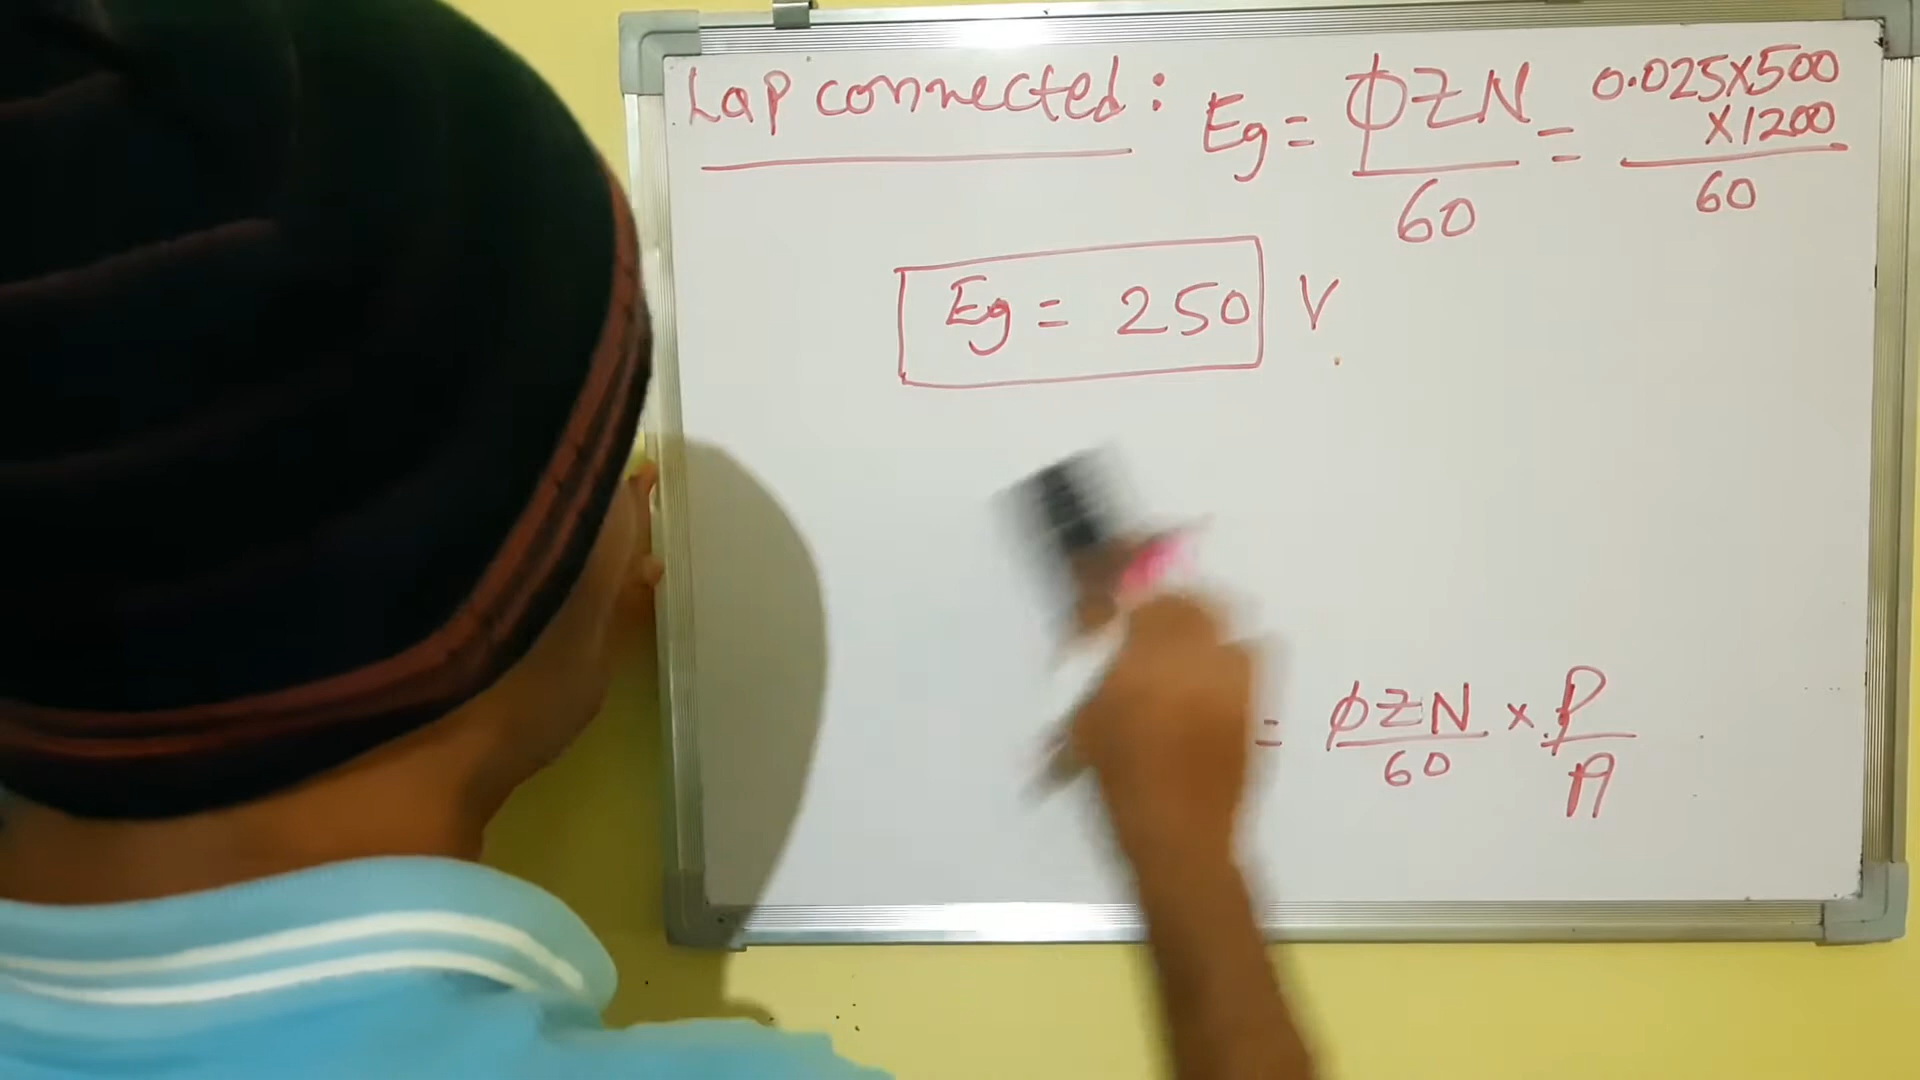 Lap connected: Eg = ϕZN/60 = 0.025X500 X1200/60
Eg = 250 V
= ϕZN/60 × P/A